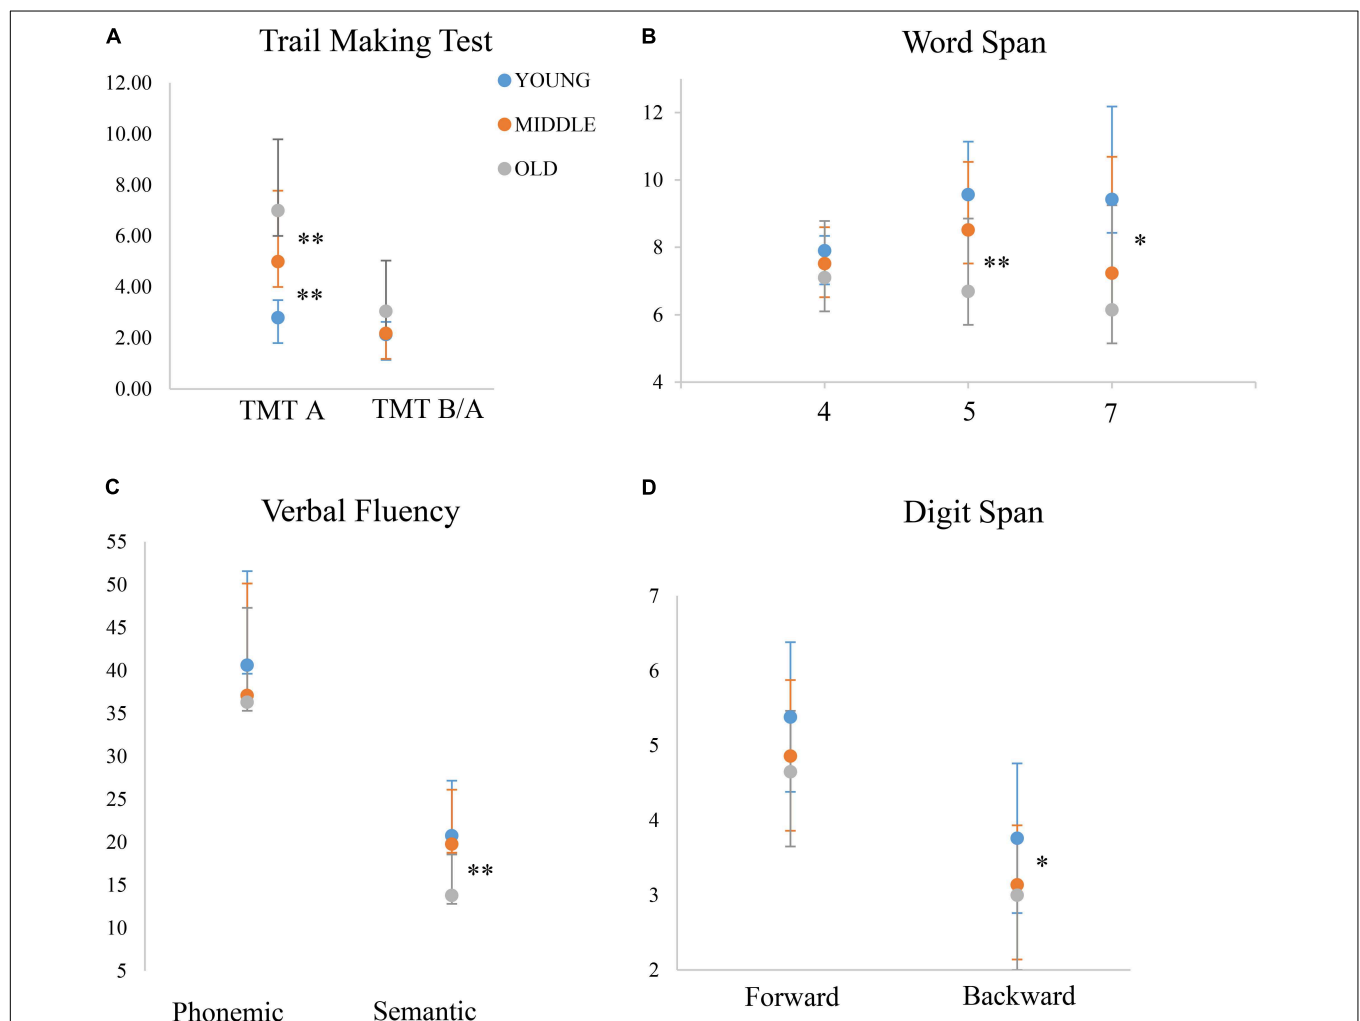 A
Trail Making Test
12.00
10.00
8.00
6.00
4.00
2.00
0.00
**
**
TMT A
TMT B/A
YOUNG
MIDDLE
OLD
B
Word Span
12
10
8
6
4
**
*
4
5
7
C
Verbal Fluency
55
50
45
40
35
30
25
20
15
10
5
**
Phonemic
Semantic
D
Digit Span
7
6
5
4
3
2
*
Forward
Backward